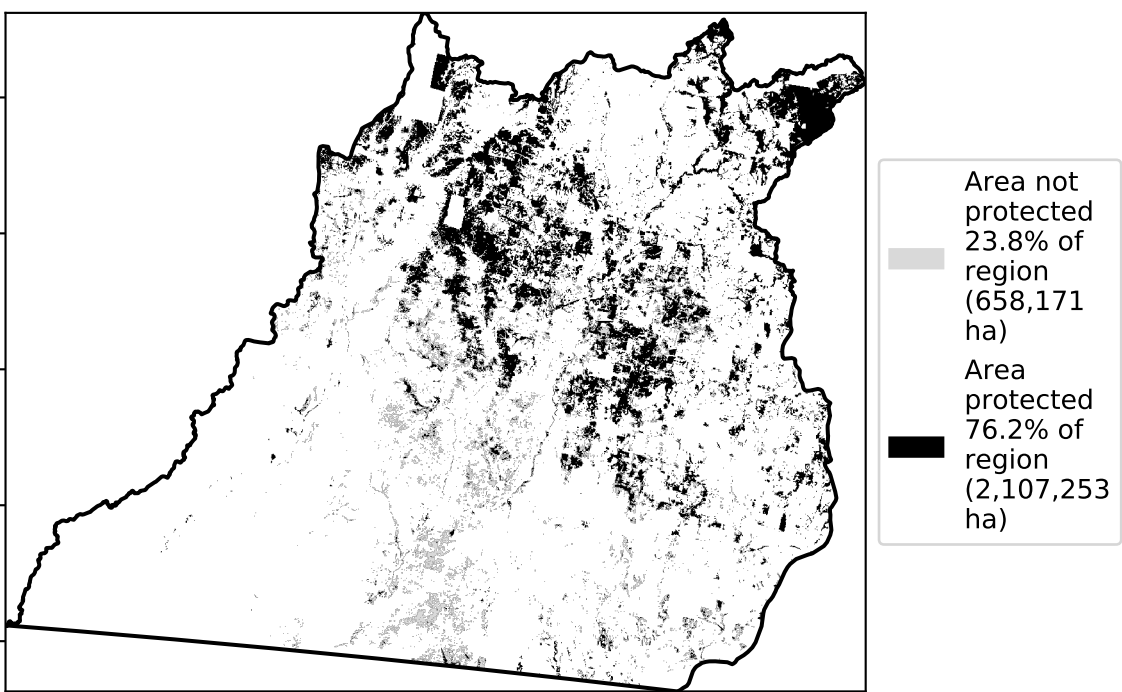 Area not
protected
23.8% of
region
(658,171
ha)
Area
protected
76.2% of
region
(2,107,253
ha)